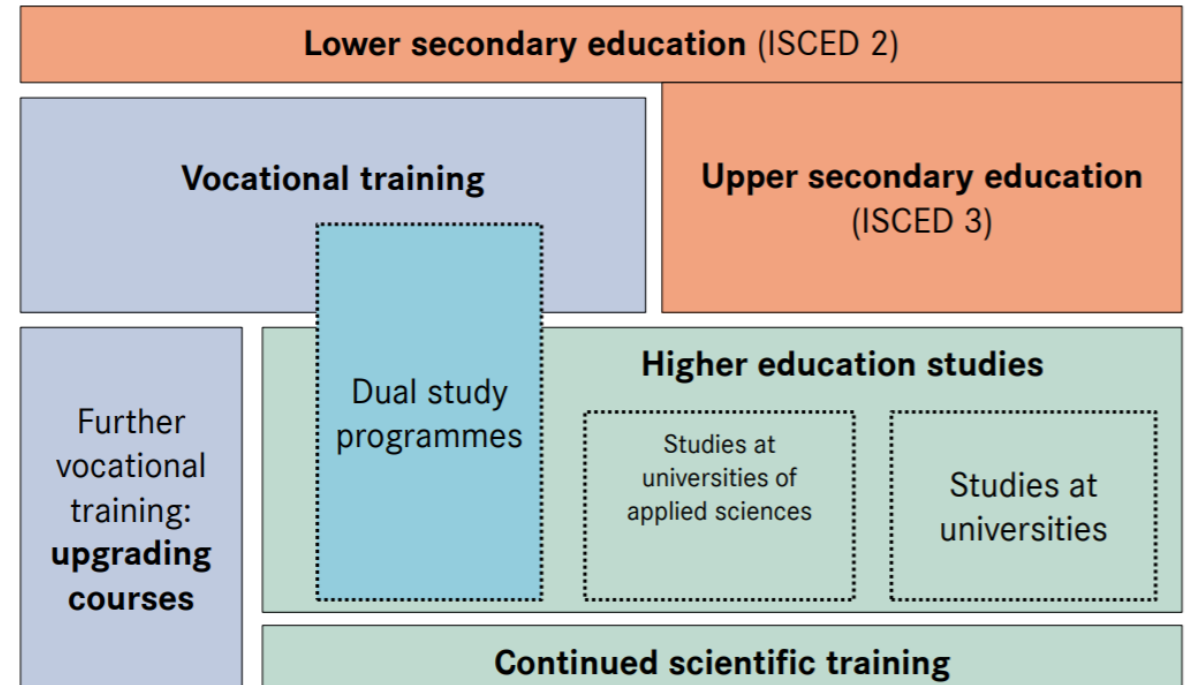 Lower secondary education (ISCED 2)
Vocational training
Upper secondary education
(ISCED 3)
Dual study
programmes
Further
vocational
training:
upgrading
courses
Higher education studies
Studies at
universities of
applied sciences
Studies at
universities
Continued scientific training